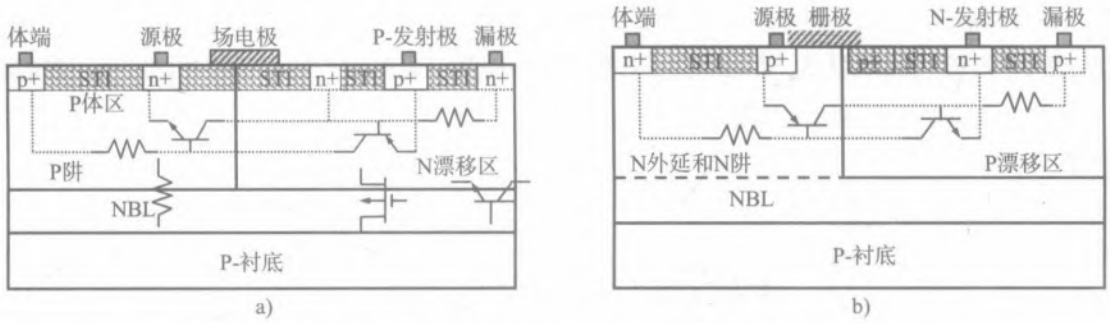 体端 源极 场电极 P-发射极 漏极
p+ STI n+ STI n+ STI p+ STI n+
P体区
P阱 N漂移区
NBL
P-衬底
a)
体端 源极 栅极 N-发射极 漏极
n+ STI p+ p+ STI n+ STI p+
N外延和N阱 P漂移区
NBL
P-衬底
b)